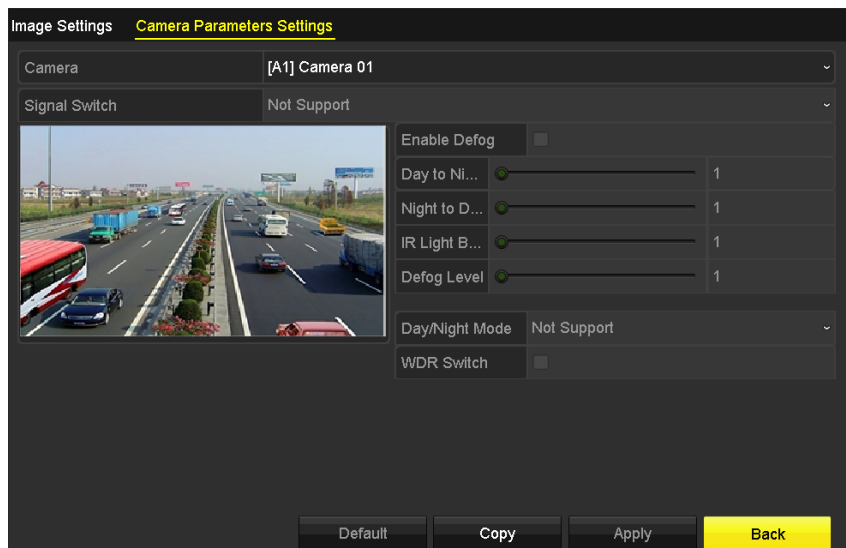 Image Settings Camera Parameters Settings
Camera [A1] Camera 01
Signal Switch Not Support
Enable Defog
Day to Ni... 1
Night to D... 1
IR Light B... 1
Defog Level 1
Day/Night Mode Not Support
WDR Switch
Default Copy Apply Back